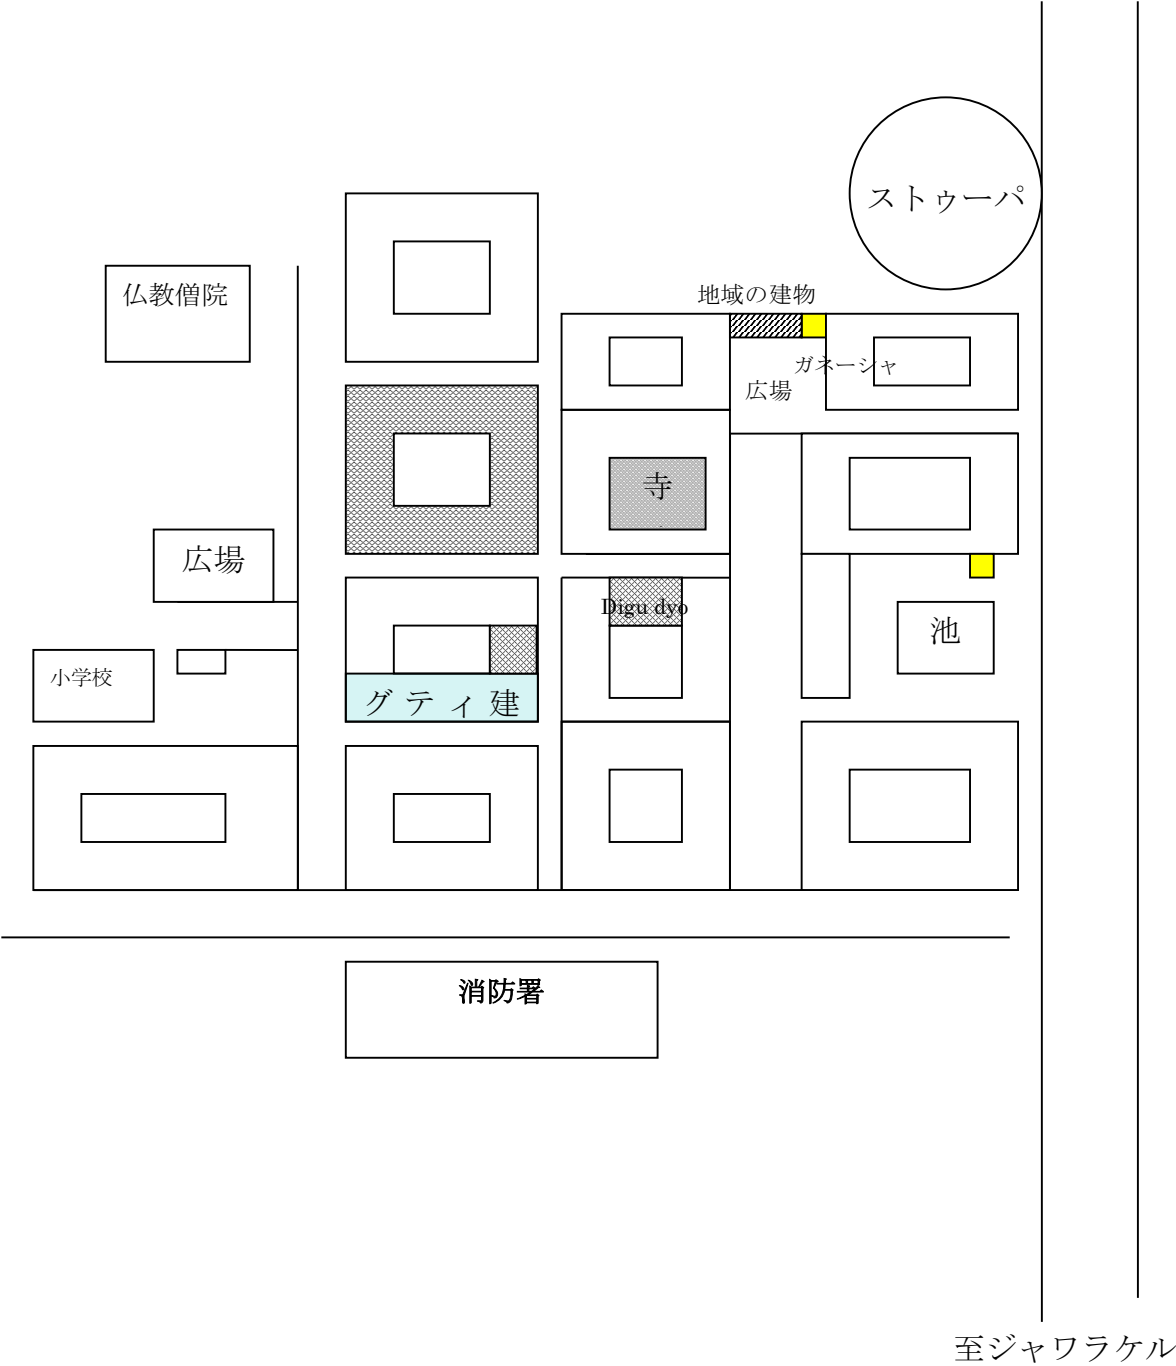 ストゥーパ
仏教僧院
地域の建物
ガネーシャ
広場
寺
広場
Digu dyo
池
小学校
グティ建
消防署
至ジャワラケル